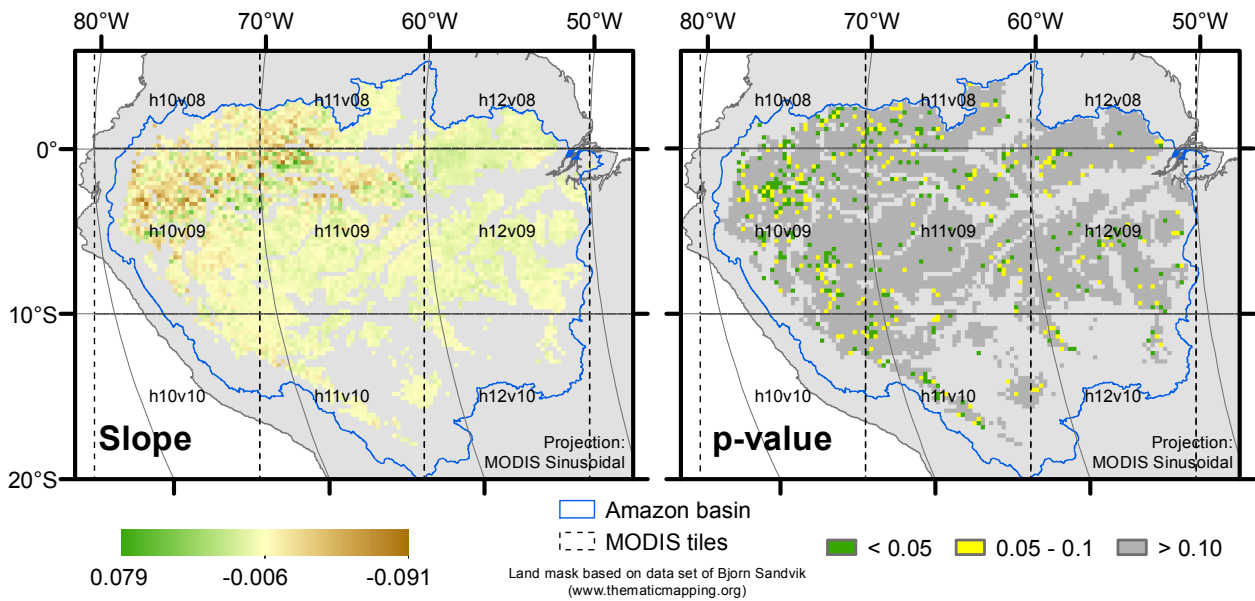 80°W 70°W 60°W 50°W 80°W 70°W 60°W 50°W
h10v08 h11v08 h12v08 h10v08 h11v08 h12v08
0°
h10v09 h11v09 h12v09 h10v09 h11v09 h12v09
10°S
h10v10 h11v10 h12v10 h10v10 h11v10 h12v10
Slope Projection: p-value Projection:
MODIS Sinusoidal MODIS Sinusoidal
20°S
Amazon basin
MODIS tiles
< 0.05 0.05 - 0.1 > 0.10
0.079 -0.006 -0.091
Land mask based on data set of Bjorn Sandvik
(www.thematicmapping.org)